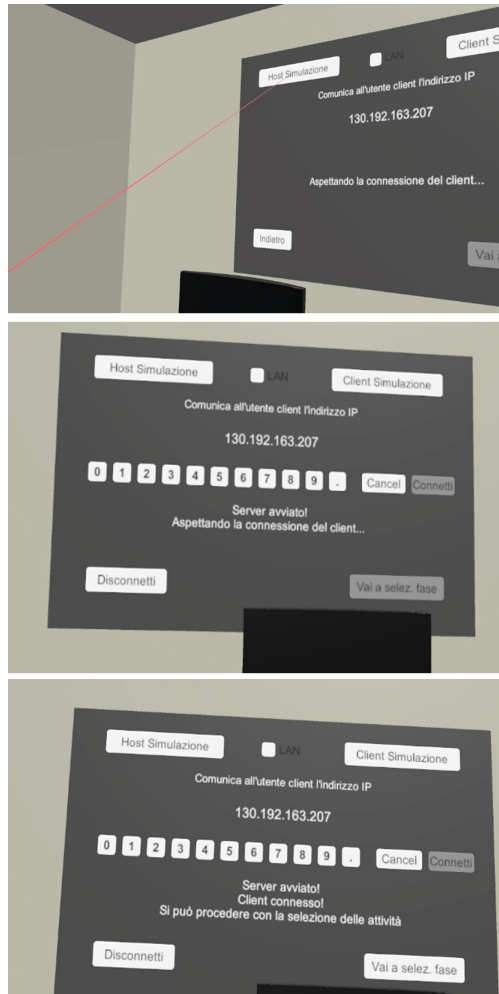 Host Simulazione LAN Client S
Comunica all'utente client l'indirizzo IP
130.192.163.207
Aspettando la connessione del client...
Indietro Vai
Host Simulazione LAN Client Simulazione
Comunica all'utente client l'indirizzo IP
130.192.163.207
0 1 2 3 4 5 6 7 8 9 . Cancel Connetti
Server avviato!
Aspettando la connessione del client...
Disconnetti Vai a selez. fase
Host Simulazione LAN Client Simulazione
Comunica all'utente client l'indirizzo IP
130.192.163.207
0 1 2 3 4 5 6 7 8 9 . Cancel Connetti
Server avviato!
Client connesso!
Si può procedere con la selezione delle attività
Disconnetti Vai a selez. fase